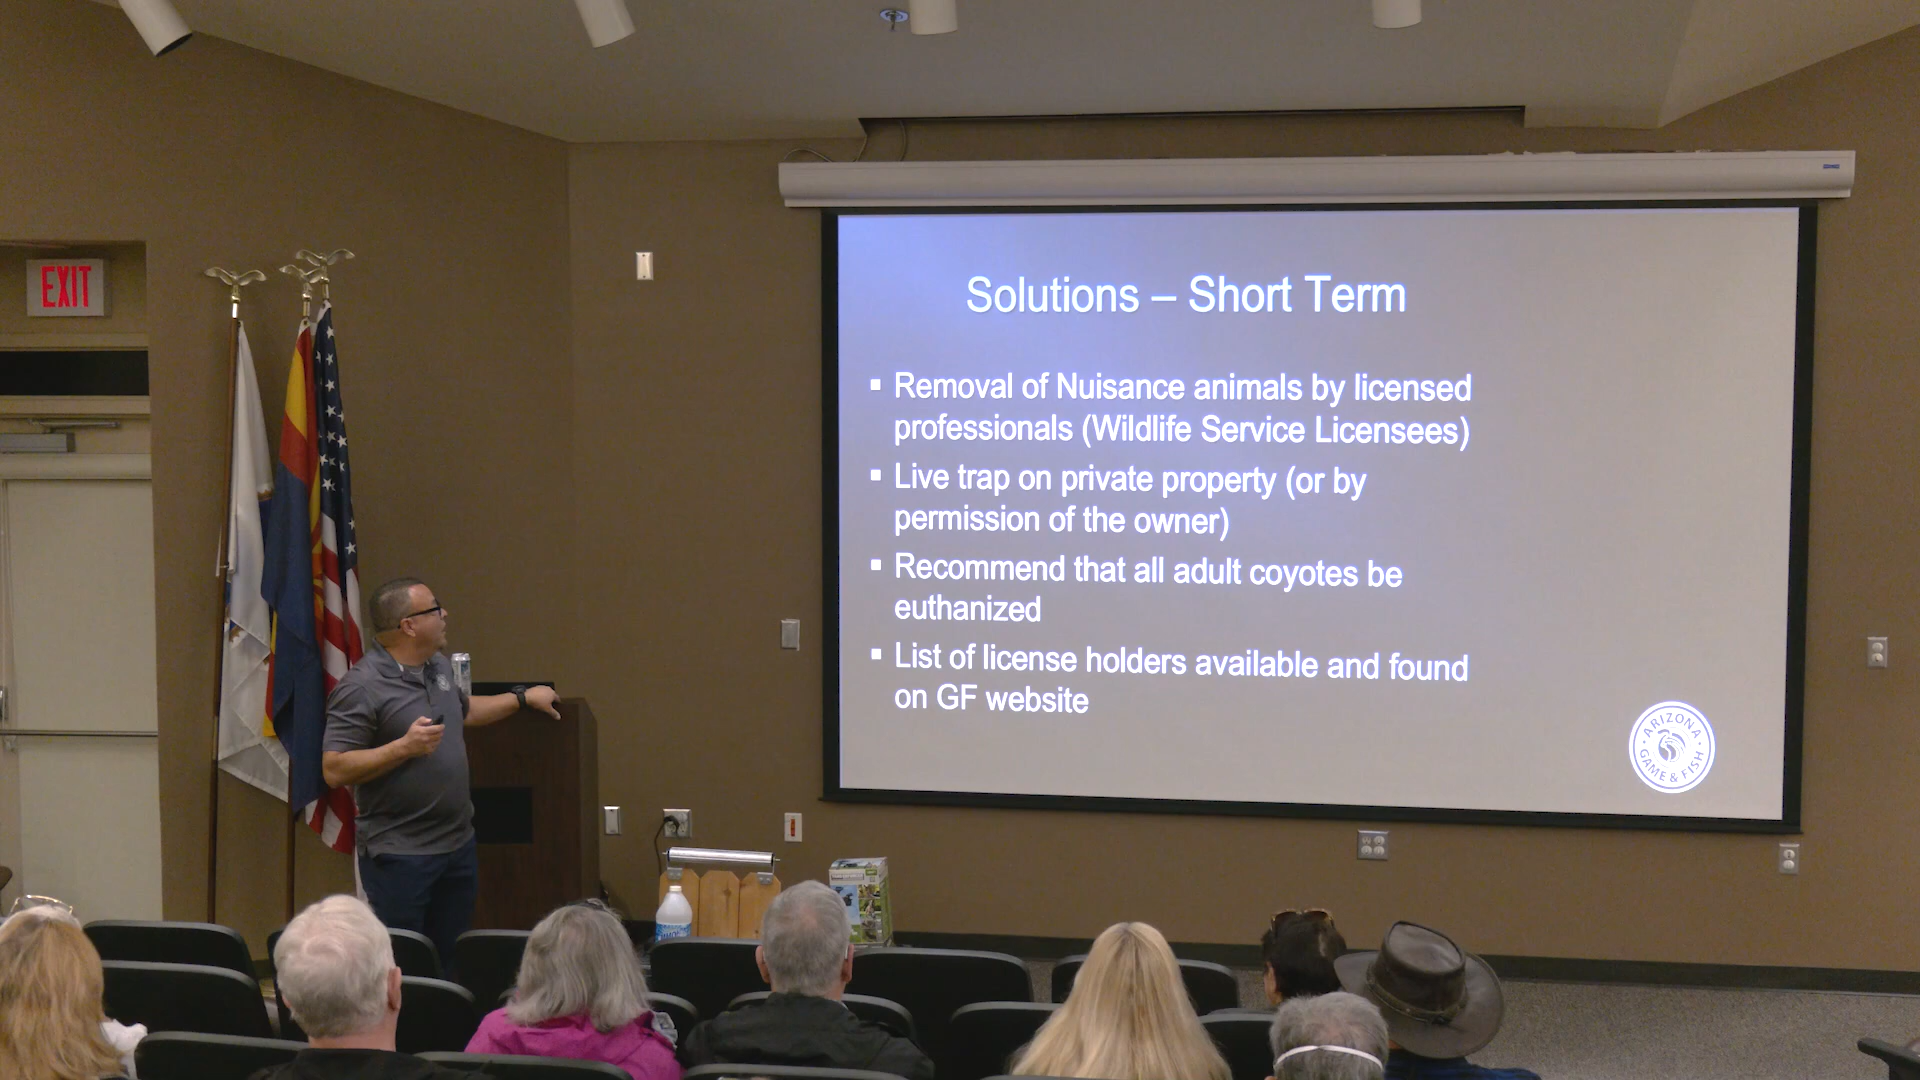 EXIT
Solutions – Short Term
▪ Removal of Nuisance animals by licensed
professionals (Wildlife Service Licensees)
▪ Live trap on private property (or by
permission of the owner)
▪ Recommend that all adult coyotes be
euthanized
▪ List of license holders available and found
on GF website
ARIZONA
GAME & FISH